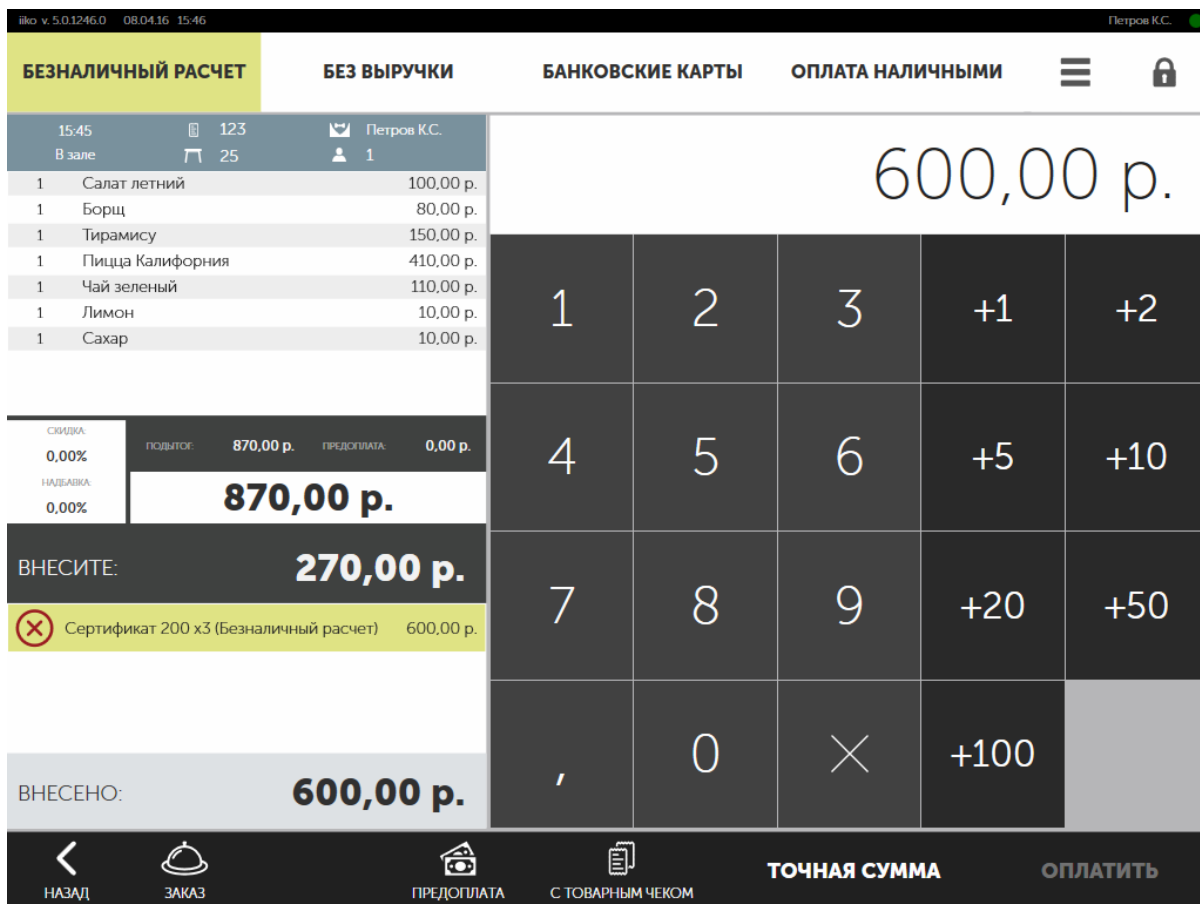 iiko v. 5.0.1246.0 08.04.16 15:46 Петров К.С.
БЕЗНАЛИЧНЫЙ РАСЧЕТ БЕЗ ВЫРУЧКИ БАНКОВСКИЕ КАРТЫ ОПЛАТА НАЛИЧНЫМИ
15:45 123 Петров К.С.
В зале 25 1
1 Салат летний 100,00 р.
1 Борщ 80,00 р.
1 Тирамису 150,00 р.
1 Пицца Калифорния 410,00 р.
1 Чай зеленый 110,00 р.
1 Лимон 10,00 р.
1 Сахар 10,00 р.
СКИДКА:
0,00%
НАДБАВКА:
0,00%
ПОДЫТОГ: 870,00 р. ПРЕДОПЛАТА: 0,00 р.
870,00 р.
ВНЕСИТЕ: 270,00 р.
Сертификат 200 x3 (Безналичный расчет) 600,00 р.
ВНЕСЕНО: 600,00 р.
600,00 р.
1 2 3 +1 +2
4 5 6 +5 +10
7 8 9 +20 +50
, 0 +100
НАЗАД ЗАКАЗ ПРЕДОПЛАТА С ТОВАРНЫМ ЧЕКОМ ТОЧНАЯ СУММА ОПЛАТИТЬ